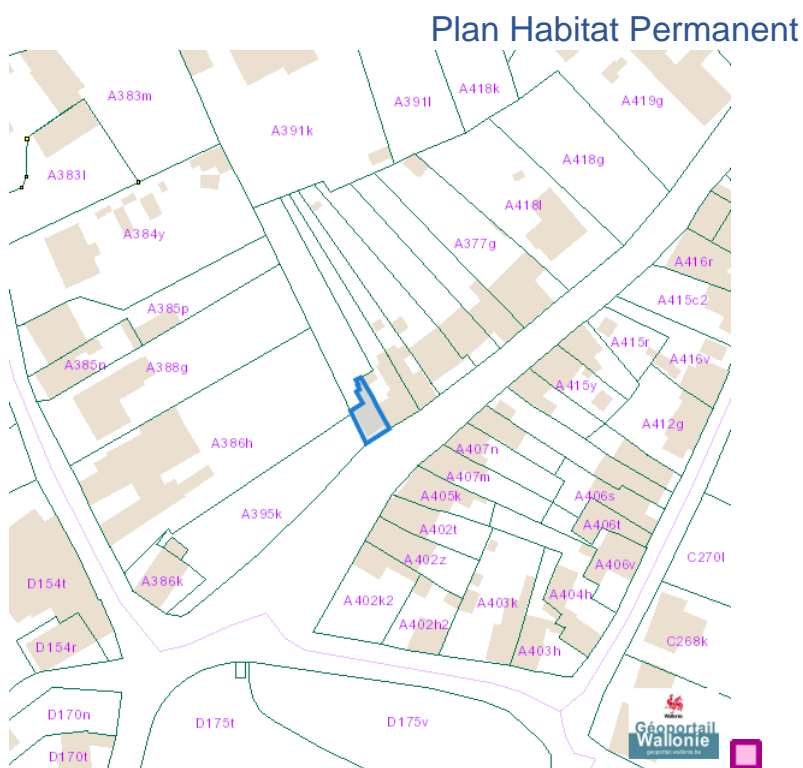 Plan Habitat Permanent
A383m
A391k
A391l
A418k
A419g
A383l
A418g
A418l
A384y
A377g
A416r
A385p
A415c2
A385n
A388g
A415r
A416v
A415y
A386h
A412g
A407n
A407m
A395k
A405k
A406s
A402t
A406t
A402z
A406v
C270l
D154t
A386k
A402k2
A403k
A404h
A402h2
C268k
D154r
A403h
D170n
D175t
D175v
Wallonie
Géoportail
Wallonie
geoportail.wallonie.be
D170t